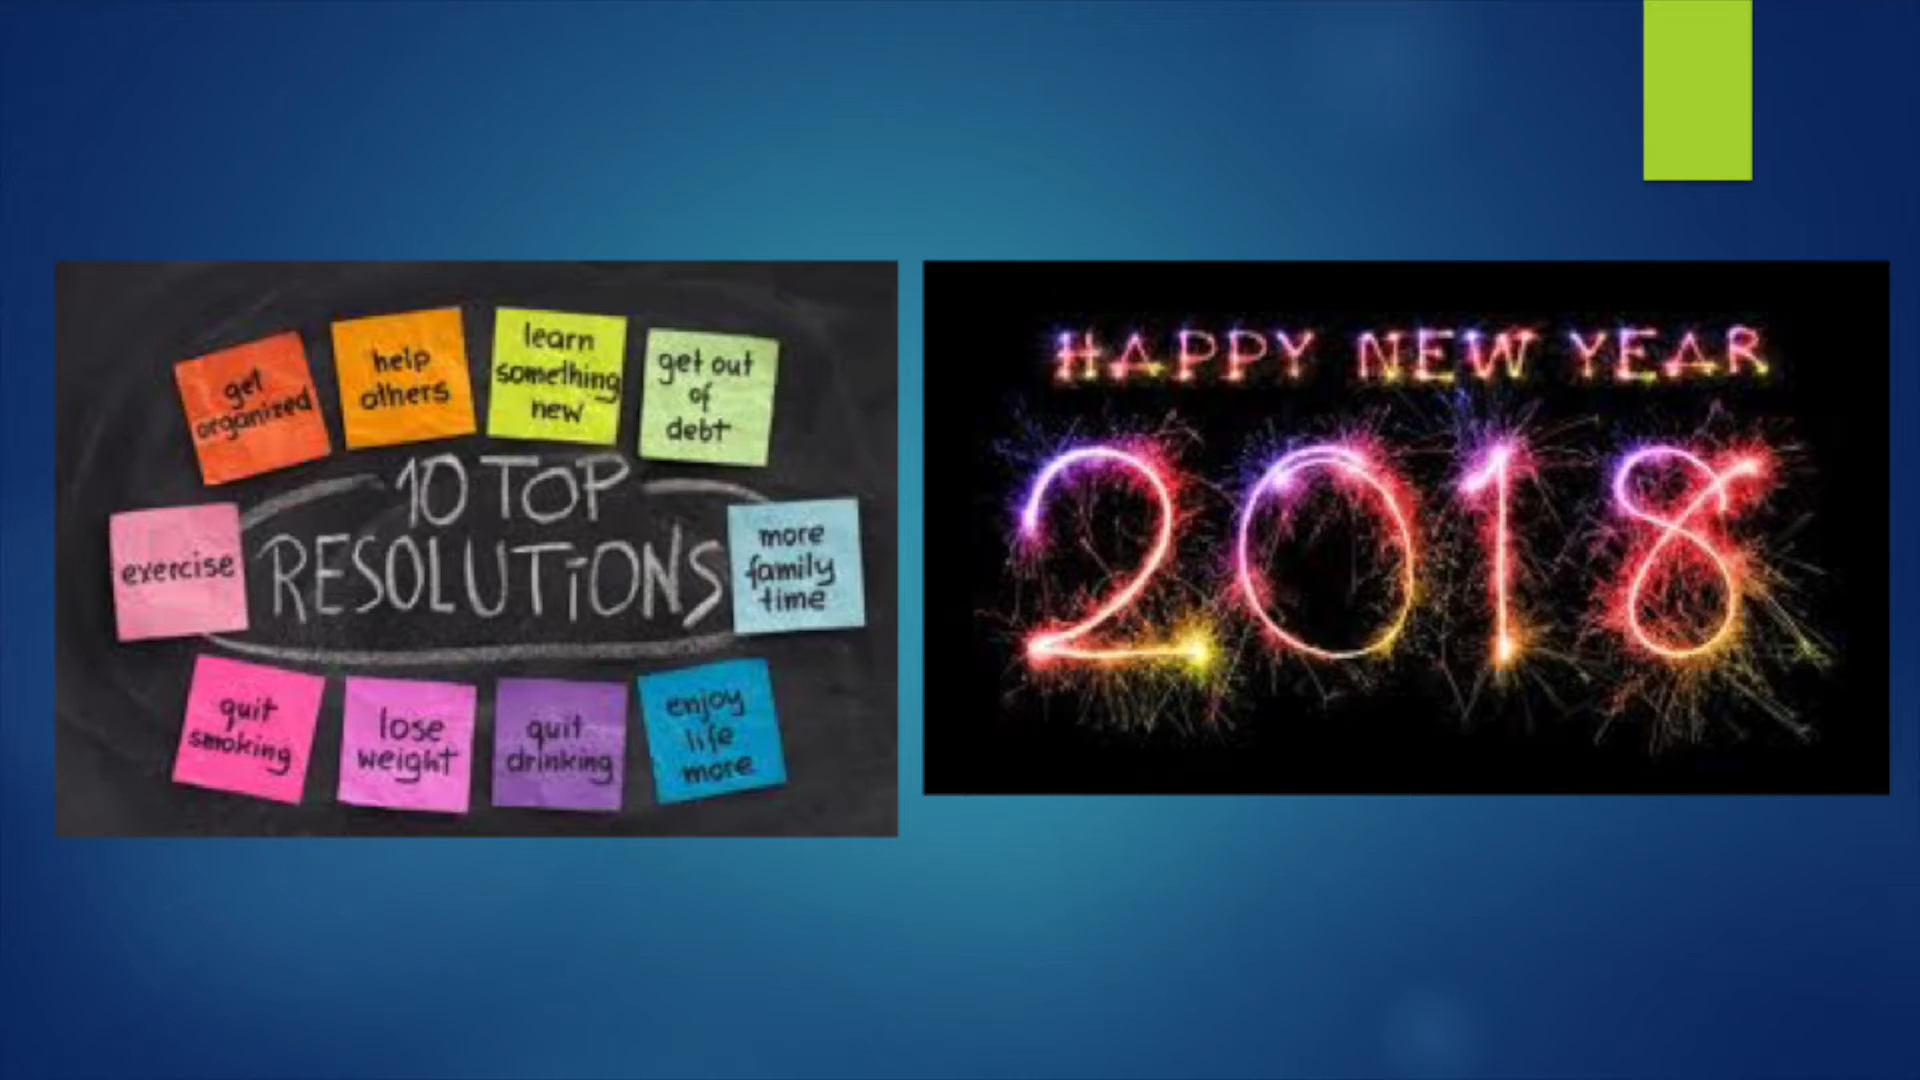 get
organized
help
others
learn
something
new
get out
of
debt
10 TOP
RESOLUTIONS
exercise
more
family
time
quit
smoking
lose
weight
quit
drinking
enjoy
life
more
HAPPY NEW YEAR
2018